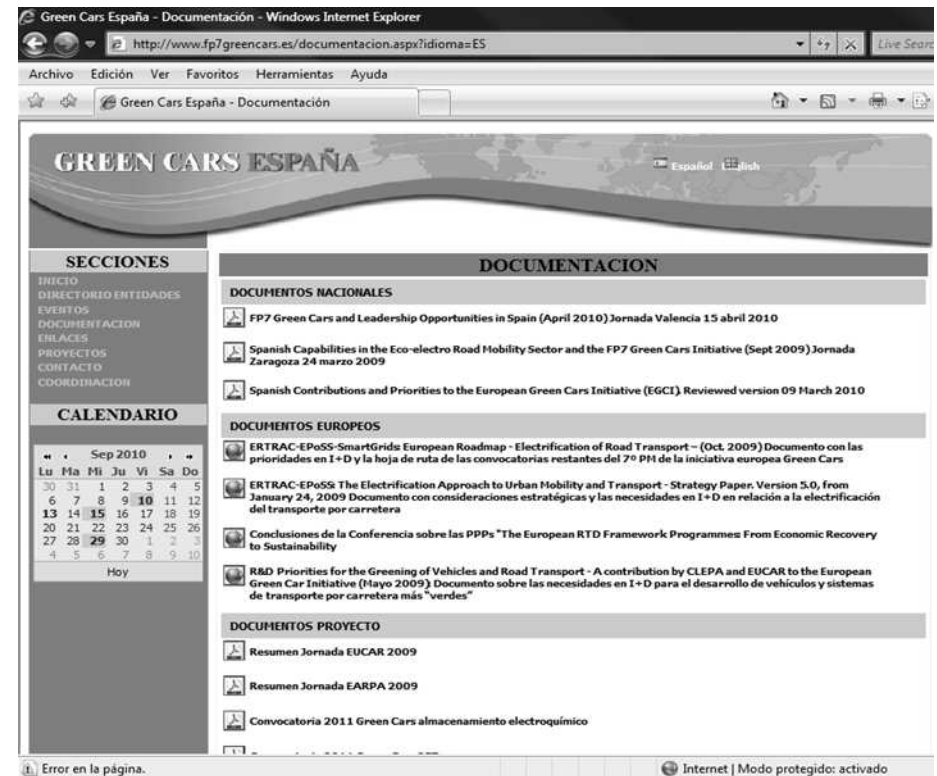 Green Cars España - Documentación - Windows Internet Explorer
http://www.fp7greencars.es/documentacion.aspx?idioma=ES
Live Searc
Archivo Edición Ver Favoritos Herramientas Ayuda
Green Cars España - Documentación
GREEN CARS ESPAÑA
Español
SECCIONES
INICIO
DIRECTORIO ENTIDADES
EVENTOS
DOCUMENTACION
ENLACES
PROYECTOS
CONTACTO
COORDINACION
CALENDARIO
Sep 2010
Lu Ma Mi Ju Vi Sa Do
30 31 1 2 3 4 5
6 7 8 9 10 11 12
13 14 15 16 17 18 19
20 21 22 23 24 25 26
27 28 29 30 1 2 3
4 5 6 7 8 9 10
Hoy
DOCUMENTACION
DOCUMENTOS NACIONALES
FP7 Green Cars and Leadership Opportunities in Spain (April 2010) Jornada Valencia 15 abril 2010
Spanish Capabilities in the Eco-electro Road Mobility Sector and the FP7 Green Cars Initiative (Sept 2009) Jornada
Zaragoza 24 marzo 2009
Spanish Contributions and Priorities to the European Green Cars Initiative (EGCI). Reviewed version 09 March 2010
DOCUMENTOS EUROPEOS
ERTRAC-EPoSS-SmartGrids: European Roadmap - Electrification of Road Transport – (Oct. 2009) Documento con las
prioridades en I+D y la hoja de ruta de las convocatorias restantes del 7º PM de la iniciativa europea Green Cars
ERTRAC-EPoSS: The Electrification Approach to Urban Mobility and Transport - Strategy Paper. Version 5.0, from
January 24, 2009 Documento con consideraciones estratégicas y las necesidades en I+D en relación a la electrificación
del transporte por carretera
Conclusiones de la Conferencia sobre las PPPs "The European RTD Framework Programmes: From Economic Recovery
to Sustainability
R&D Priorities for the Greening of Vehicles and Road Transport - A contribution by CLEPA and EUCAR to the European
Green Car Initiative (Mayo 2009): Documento sobre las necesidades en I+D para el desarrollo de vehículos y sistemas
de transporte por carretera más "verdes"
DOCUMENTOS PROYECTO
Resumen Jornada EUCAR 2009
Resumen Jornada EARPA 2009
Convocatoria 2011 Green Cars almacenamiento electroquímico
Error en la página.
Internet | Modo protegido: activado